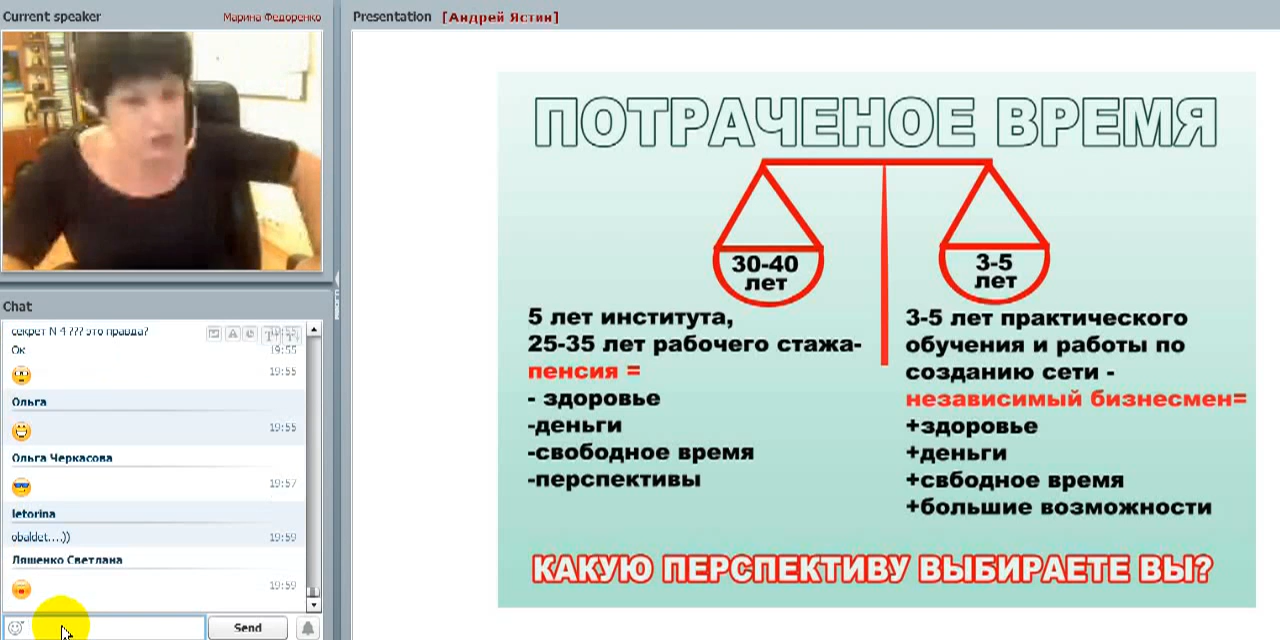 Current speaker
Марина Федоренко
Presentation [Андрей Ястин]
ПОТРАЧЕНОЕ ВРЕМЯ
30-40
лет
3-5
лет
5 лет института,
25-35 лет рабочего стажа-
пенсия =
- здоровье
-деньги
-свободное время
-перспективы
3-5 лет практического
обучения и работы по
созданию сети -
независимый бизнесмен=
+здоровье
+деньги
+свбодное время
+большие возможности
КАКУЮ ПЕРСПЕКТИВУ ВЫБИРАЕТЕ ВЫ?
Chat
секрет N 4 ??? это правда?
Ок 19:55
19:55
Ольга
19:55
Ольга Черкасова
19:57
letorina
obaldet....)) 19:59
Ляшенко Светлана
19:59
Send